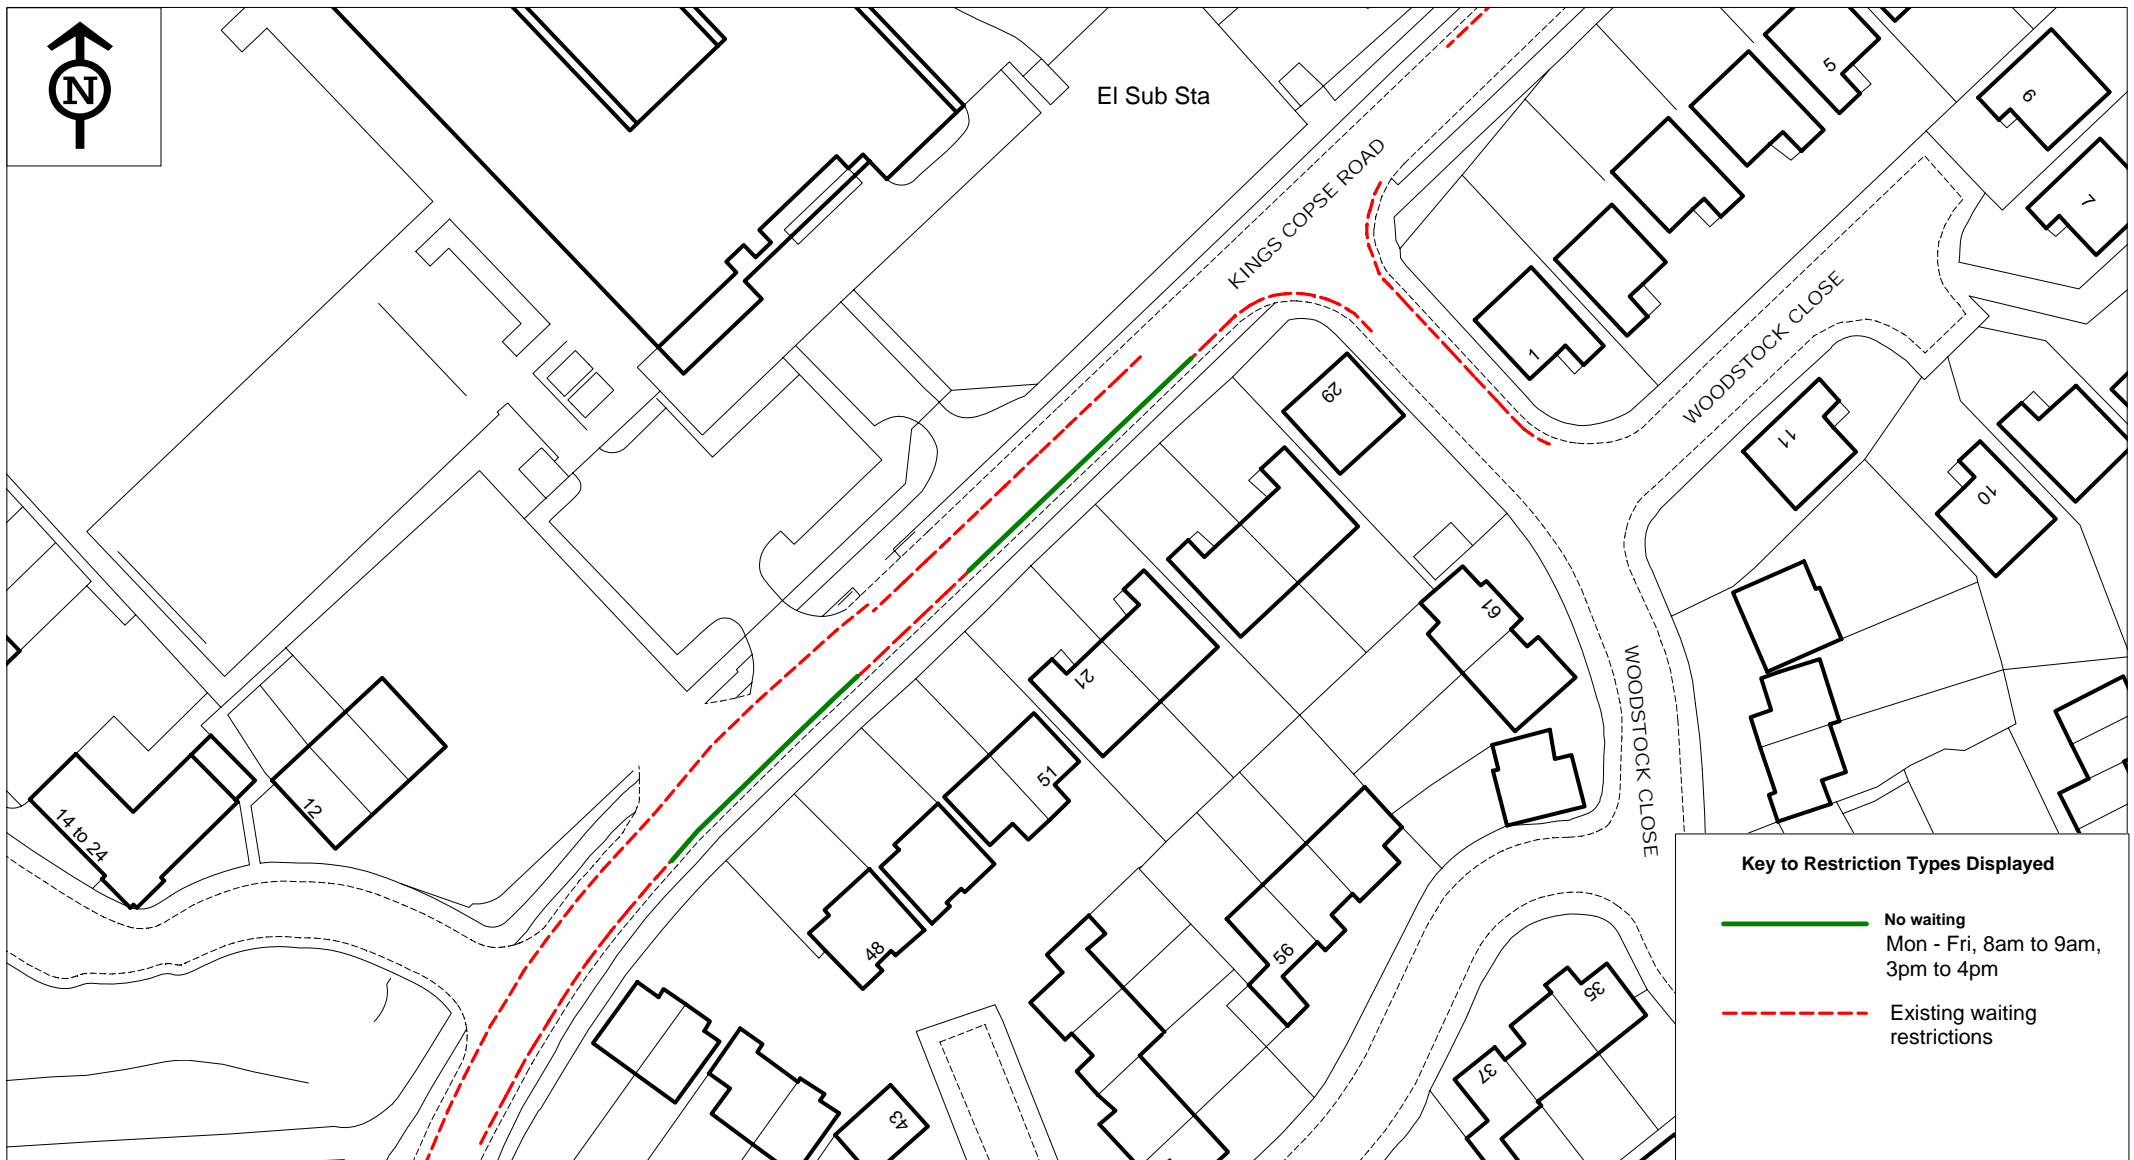 N
El Sub Sta
KINGS COPSE ROAD
5
6
7
1
WOODSTOCK CLOSE
29
11
10
61
21
WOODSTOCK CLOSE
51
12
14 to 24
48
56
35
37
43
Key to Restriction Types Displayed
No waiting
Mon - Fri, 8am to 9am,
3pm to 4pm
Existing waiting
restrictions